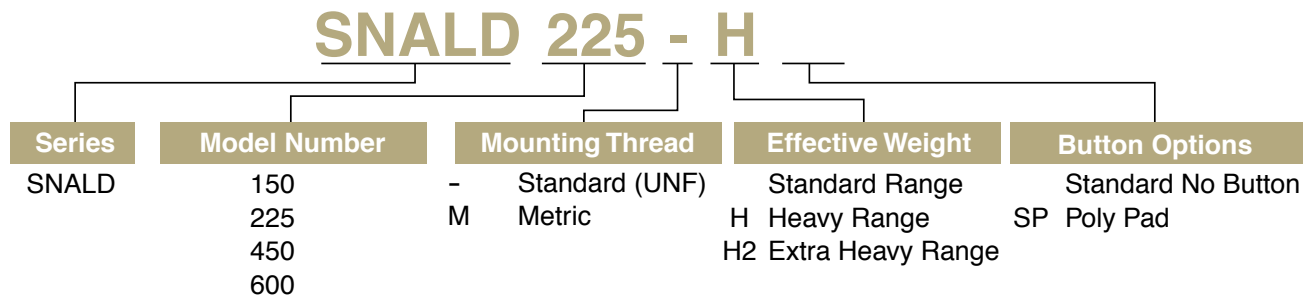 SNALD 225 - H
Series Model Number Mounting Thread Effective Weight Button Options
SNALD 150 - Standard (UNF) Standard Range Standard No Button
225 M Metric H Heavy Range SP Poly Pad
450 H2 Extra Heavy Range
600